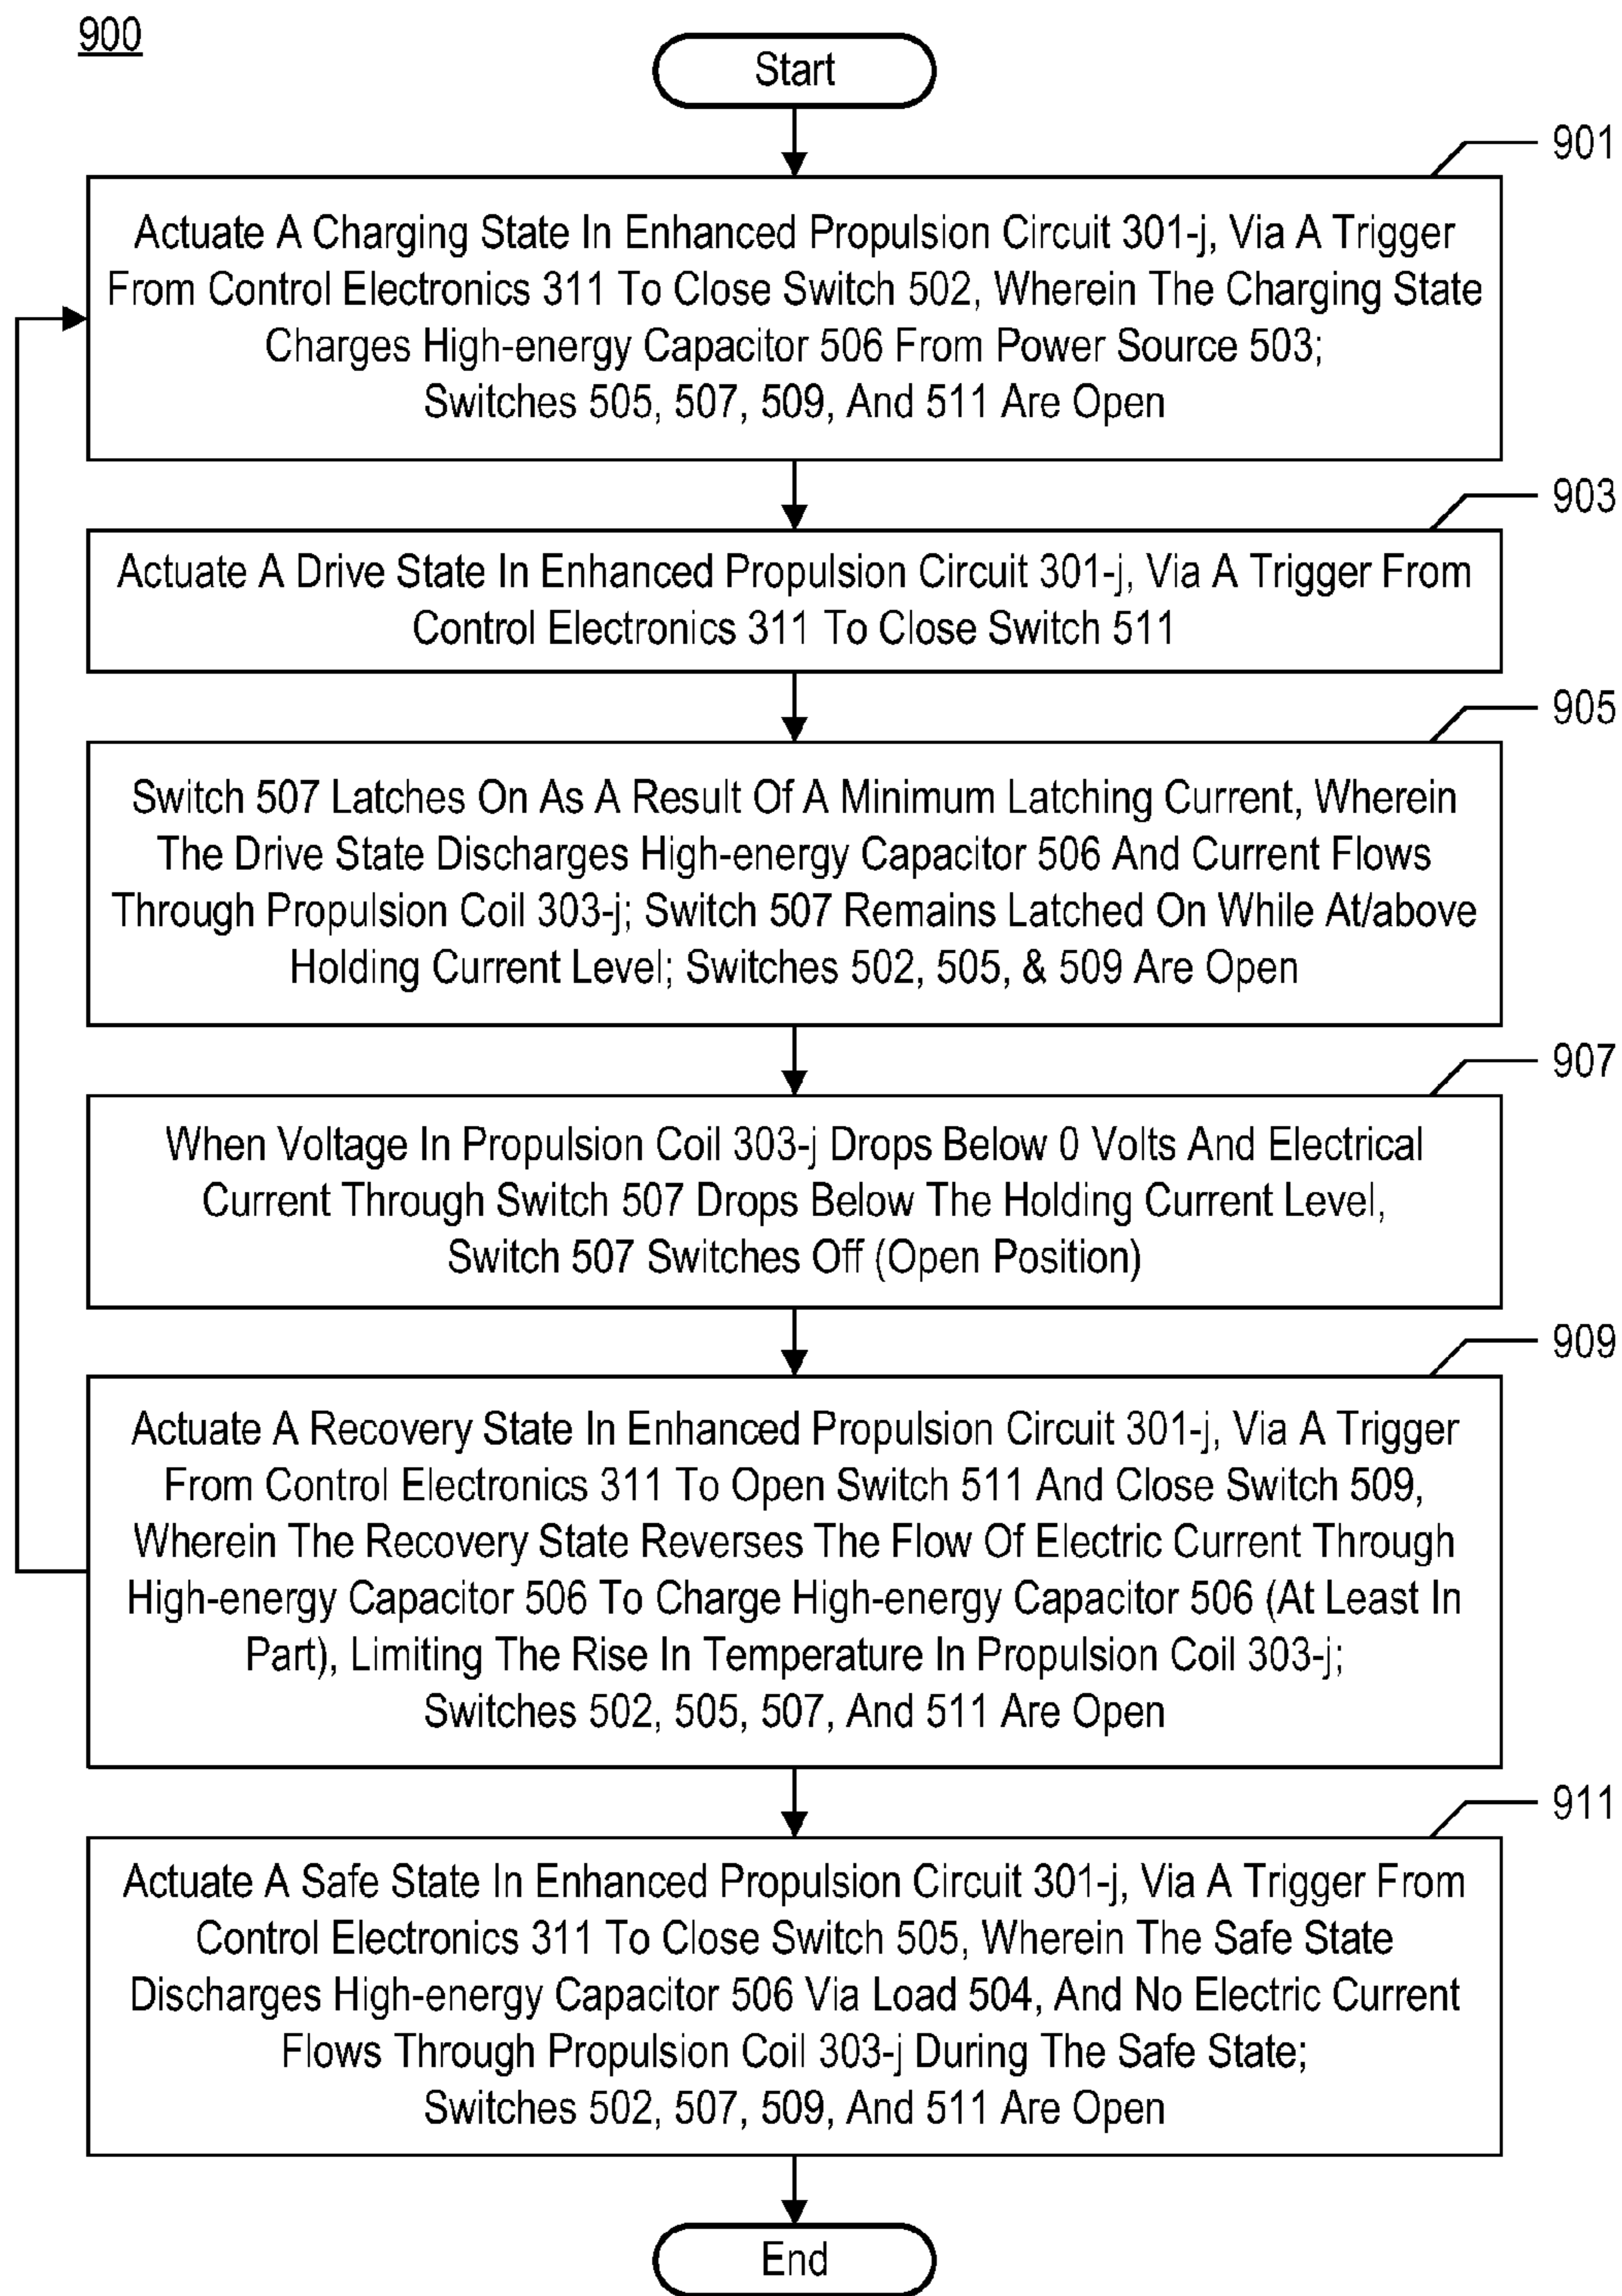 900
Start
901
Actuate A Charging State In Enhanced Propulsion Circuit 301-j, Via A Trigger
From Control Electronics 311 To Close Switch 502, Wherein The Charging State
Charges High-energy Capacitor 506 From Power Source 503;
Switches 505, 507, 509, And 511 Are Open
903
Actuate A Drive State In Enhanced Propulsion Circuit 301-j, Via A Trigger From
Control Electronics 311 To Close Switch 511
905
Switch 507 Latches On As A Result Of A Minimum Latching Current, Wherein
The Drive State Discharges High-energy Capacitor 506 And Current Flows
Through Propulsion Coil 303-j; Switch 507 Remains Latched On While At/above
Holding Current Level; Switches 502, 505, & 509 Are Open
907
When Voltage In Propulsion Coil 303-j Drops Below 0 Volts And Electrical
Current Through Switch 507 Drops Below The Holding Current Level,
Switch 507 Switches Off (Open Position)
909
Actuate A Recovery State In Enhanced Propulsion Circuit 301-j, Via A Trigger
From Control Electronics 311 To Open Switch 511 And Close Switch 509,
Wherein The Recovery State Reverses The Flow Of Electric Current Through
High-energy Capacitor 506 To Charge High-energy Capacitor 506 (At Least In
Part), Limiting The Rise In Temperature In Propulsion Coil 303-j;
Switches 502, 505, 507, And 511 Are Open
911
Actuate A Safe State In Enhanced Propulsion Circuit 301-j, Via A Trigger From
Control Electronics 311 To Close Switch 505, Wherein The Safe State
Discharges High-energy Capacitor 506 Via Load 504, And No Electric Current
Flows Through Propulsion Coil 303-j During The Safe State;
Switches 502, 507, 509, And 511 Are Open
End